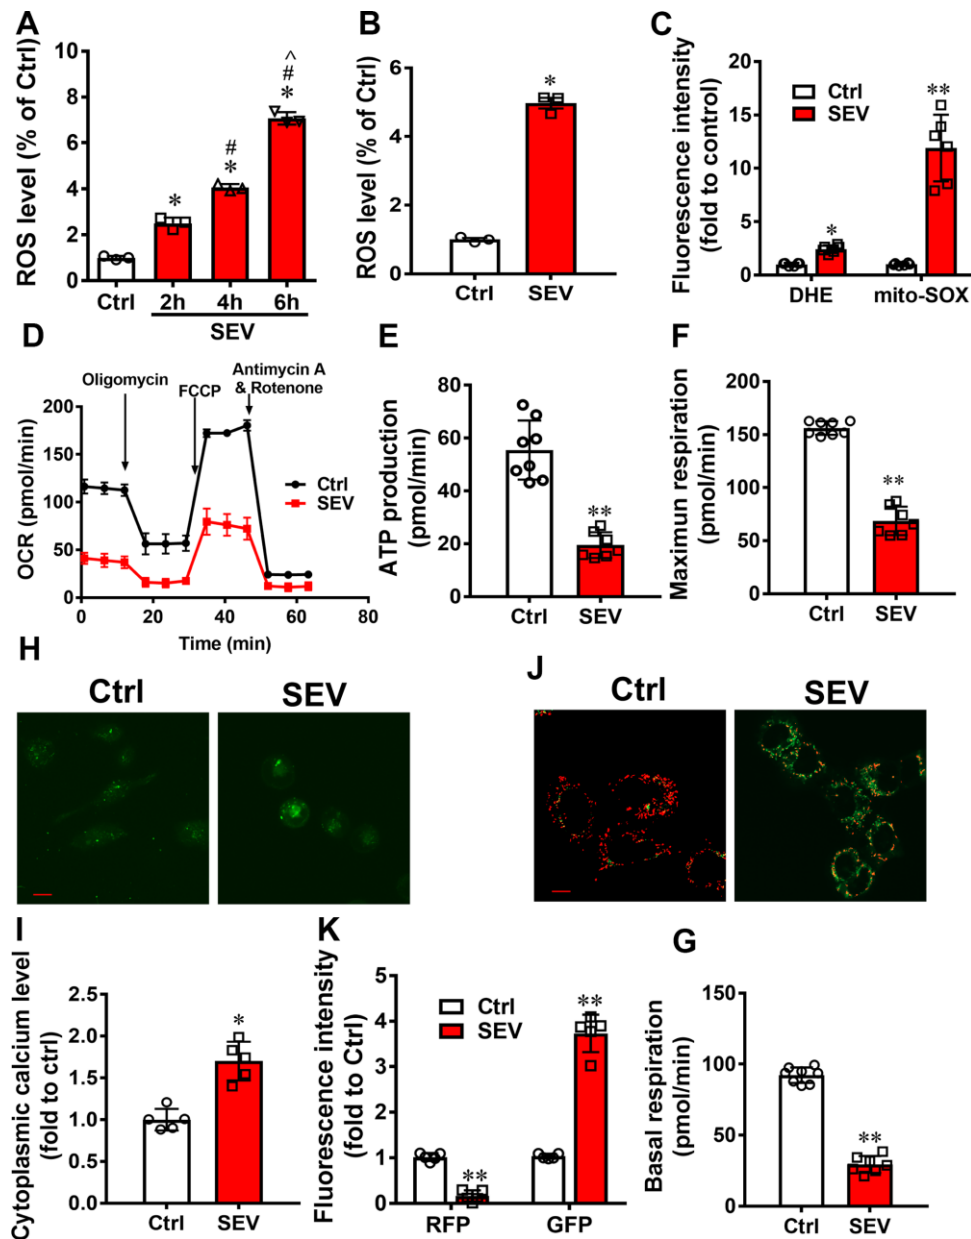 A
ROS level (% of Ctrl)
10
8
6
4
2
0
*
#
*
^
#
*
Ctrl
2h
4h
6h
SEV
B
ROS level (% of Ctrl)
6
4
2
0
*
Ctrl
SEV
C
Fluorescence intensity
(fold to control)
20
15
10
5
0
Ctrl
SEV
*
**
DHE
mito-SOX
D
OCR (pmol/min)
200
150
100
50
0
Oligomycin
FCCP
Antimycin A
& Rotenone
Ctrl
SEV
0
20
40
60
80
Time (min)
E
ATP production
(pmol/min)
80
60
40
20
0
**
Ctrl
SEV
F
Maximun respiration
(pmol/min)
200
150
100
50
0
**
Ctrl
SEV
H
Ctrl
SEV
J
Ctrl
SEV
I
Cytoplasmic calcium level
(fold to ctrl)
2.5
2.0
1.5
1.0
0.5
0.0
*
Ctrl
SEV
K
Fluorescence intensity
(fold to Ctrl)
5
4
3
2
1
0
Ctrl
SEV
**
**
RFP
GFP
G
Basal respiration
(pmol/min)
150
100
50
0
**
Ctrl
SEV